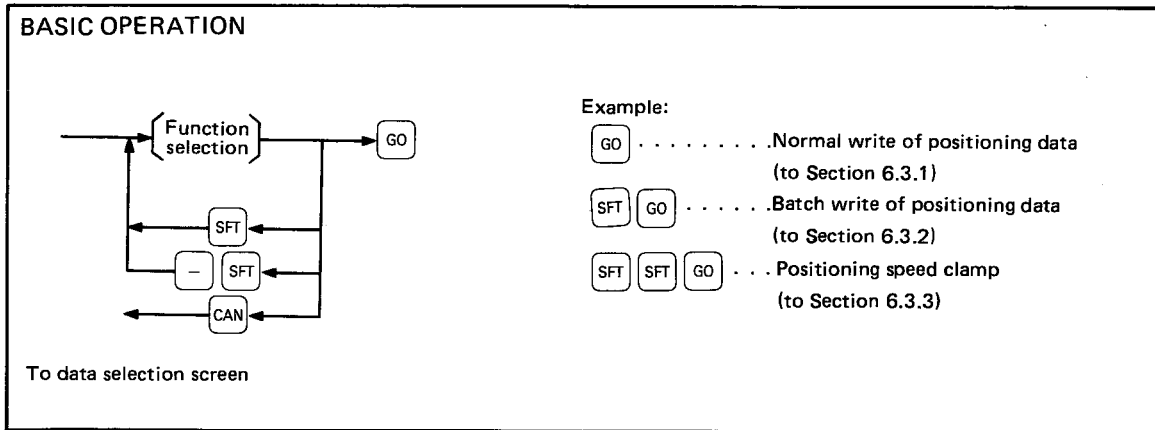 BASIC OPERATION
Function
selection
GO
SFT
− SFT
CAN
To data selection screen
Example:
GO . . . . . . . . . Normal write of positioning data
(to Section 6.3.1)
SFT GO . . . . . . Batch write of positioning data
(to Section 6.3.2)
SFT SFT GO . . . Positioning speed clamp
(to Section 6.3.3)